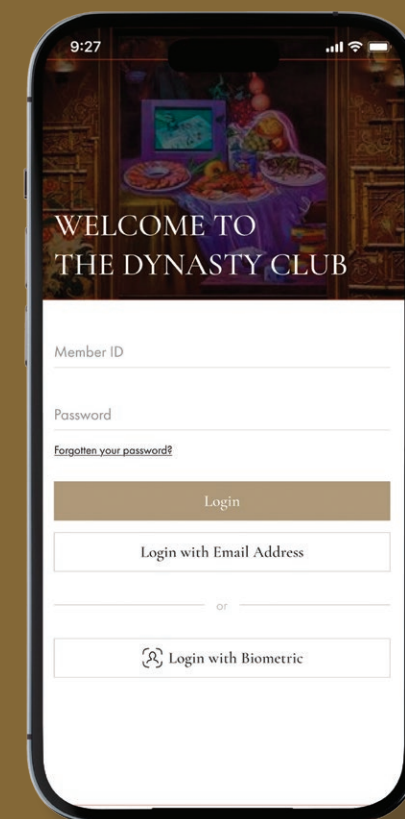 9:27
WELCOME TO
THE DYNASTY CLUB
Member ID
Password
Forgotten your password?
Login
Login with Email Address
or
Login with Biometric